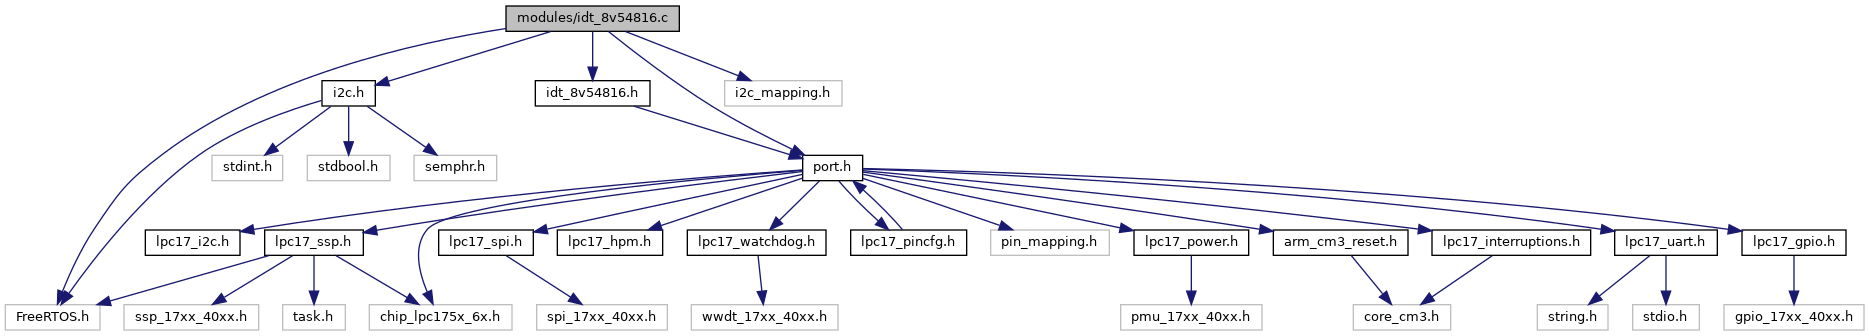 modules/idt_8v54816.c
i2c.h
idt_8v54816.h
i2c_mapping.h
stdint.h
stdbool.h
semphr.h
port.h
lpc17_i2c.h
lpc17_ssp.h
lpc17_spi.h
lpc17_hpm.h
lpc17_watchdog.h
lpc17_pincfg.h
pin_mapping.h
lpc17_power.h
arm_cm3_reset.h
lpc17_interruptions.h
lpc17_uart.h
lpc17_gpio.h
FreeRTOS.h
ssp_17xx_40xx.h
task.h
chip_lpc175x_6x.h
spi_17xx_40xx.h
wwdt_17xx_40xx.h
pmu_17xx_40xx.h
core_cm3.h
string.h
stdio.h
gpio_17xx_40xx.h